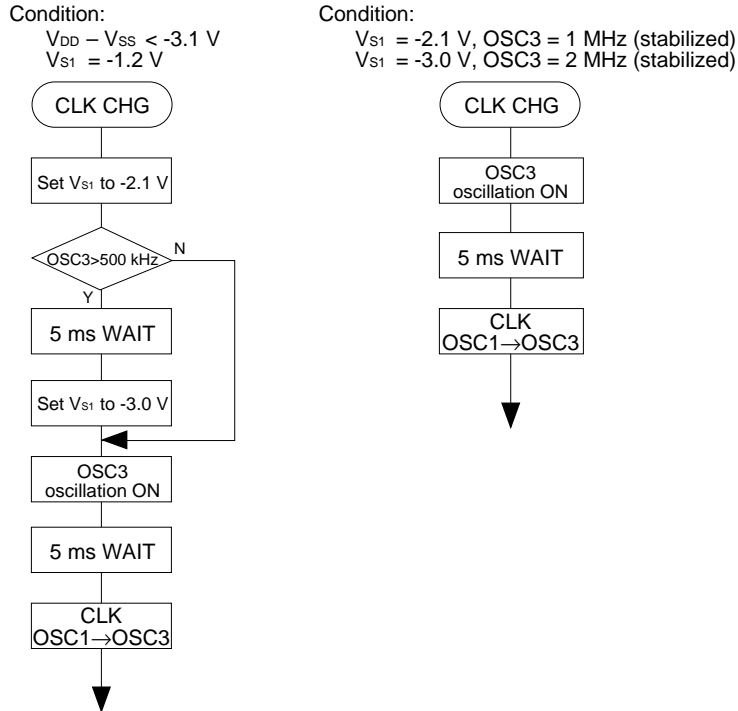 Condition:
VDD – VSS < -3.1 V
VS1 = -1.2 V
CLK CHG
Set VS1 to -2.1 V
OSC3>500 kHz
N
Y
5 ms WAIT
Set VS1 to -3.0 V
OSC3
oscillation ON
5 ms WAIT
CLK
OSC1→OSC3
Condition:
VS1 = -2.1 V, OSC3 = 1 MHz (stabilized)
VS1 = -3.0 V, OSC3 = 2 MHz (stabilized)
CLK CHG
OSC3
oscillation ON
5 ms WAIT
CLK
OSC1→OSC3